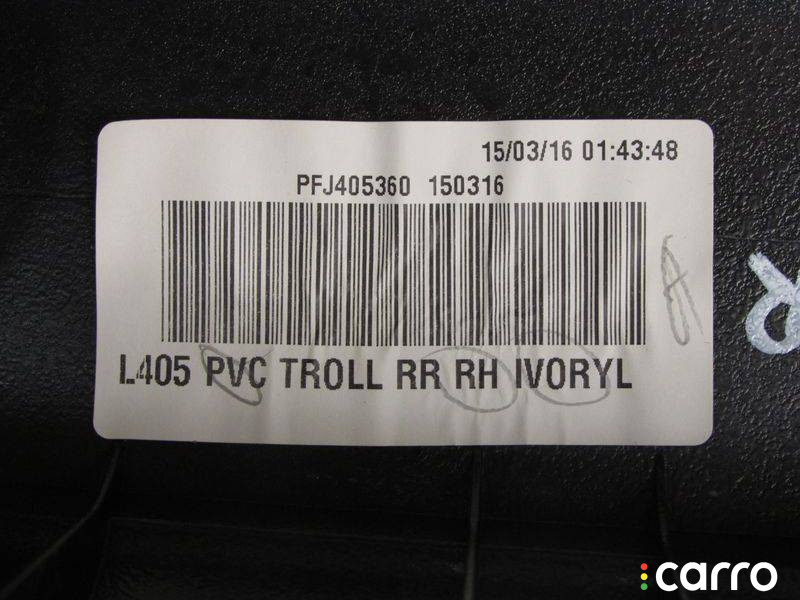 15/03/16 01:43:48
PFJ405360 150316
L405 PVC TROLL RR RH IVORYL
carro